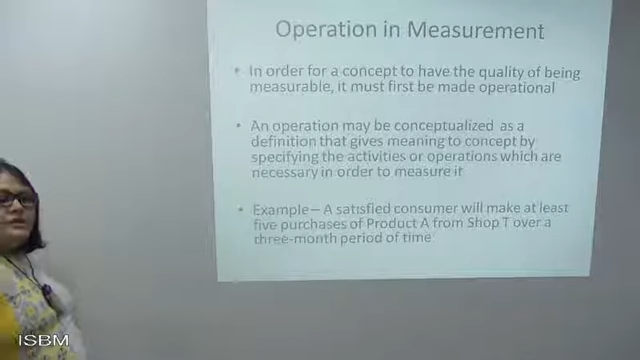 Operation in Measurement
• In order for a concept to have the quality of being
measurable, it must first be made operational
• An operation may be conceptualized as a
definition that gives meaning to concept by
specifying the activities or operations which are
necessary in order to measure it
• Example – A satisfied consumer will make at least
five purchases of Product A from Shop T over a
three-month period of time
ISBM